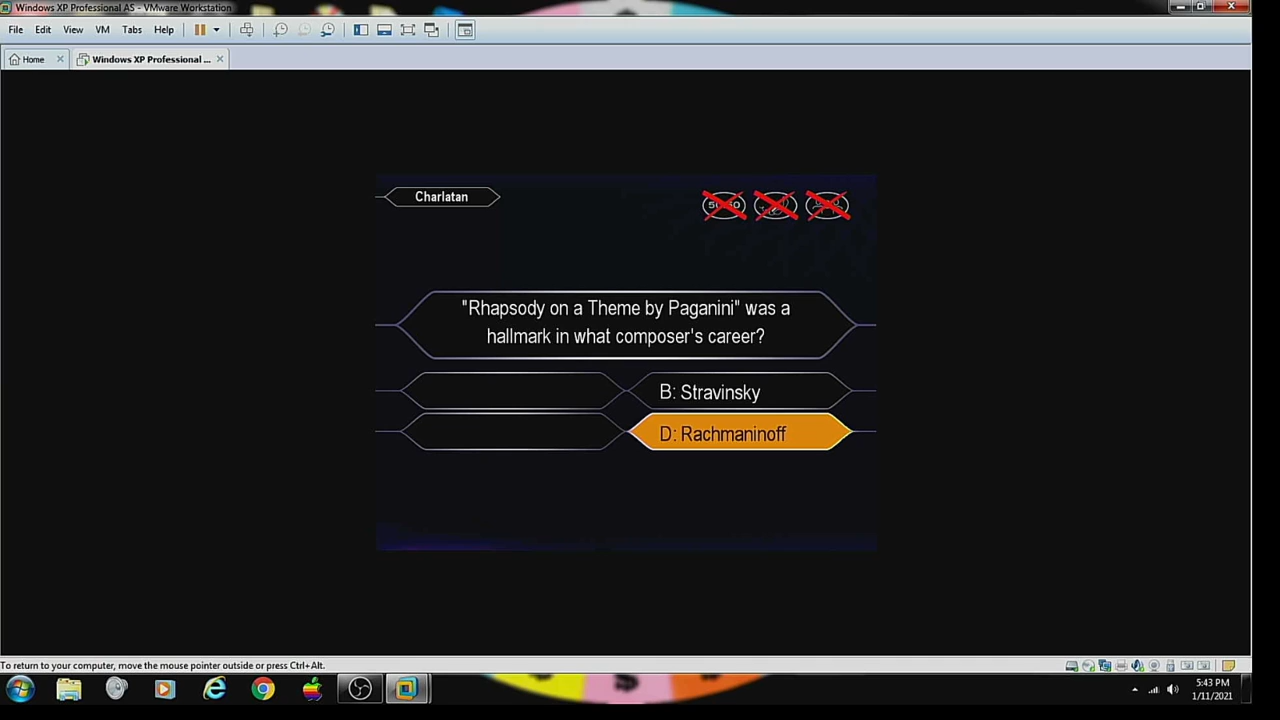 Windows XP Professional AS - VMware Workstation
File Edit View VM Tabs Help
Home
Windows XP Professional ...
Charlatan
50:50
"Rhapsody on a Theme by Paganini" was a
hallmark in what composer's career?
B: Stravinsky
D: Rachmaninoff
To return to your computer, move the mouse pointer outside or press Ctrl+Alt.
5:43 PM
1/11/2021